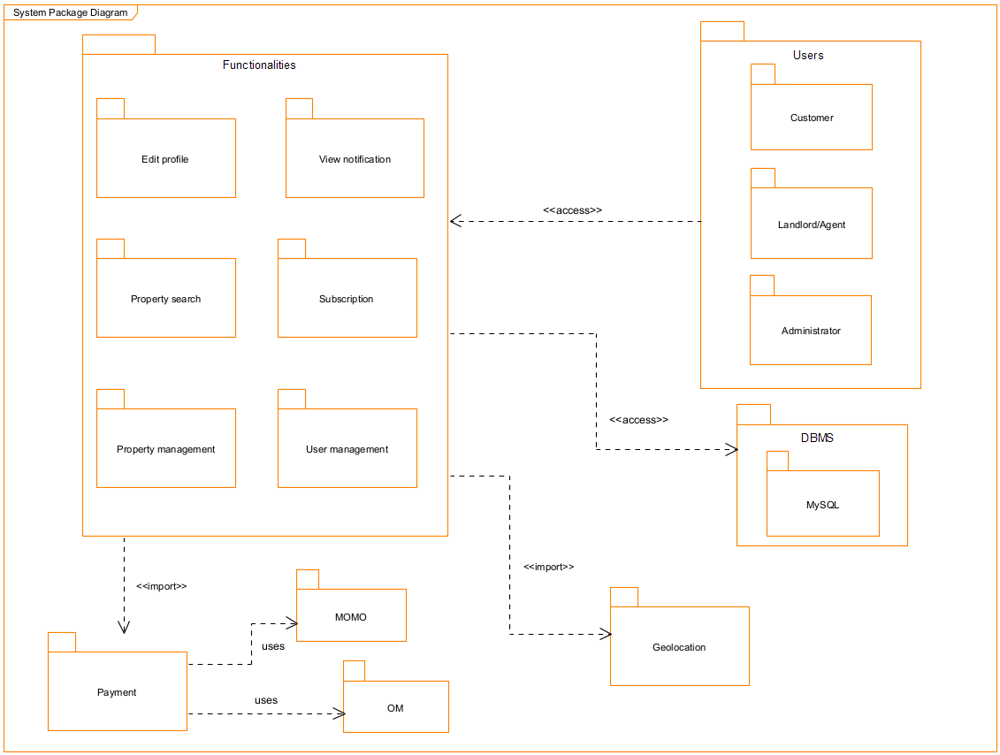 System Package Diagram
Functionalities
Edit profile
View notification
Property search
Subscription
Property management
User management
Users
Customer
Landlord/Agent
Administrator
<<access>>
<<access>>
DBMS
MySQL
<<import>>
<<import>>
MOMO
uses
Payment
uses
OM
Geolocation